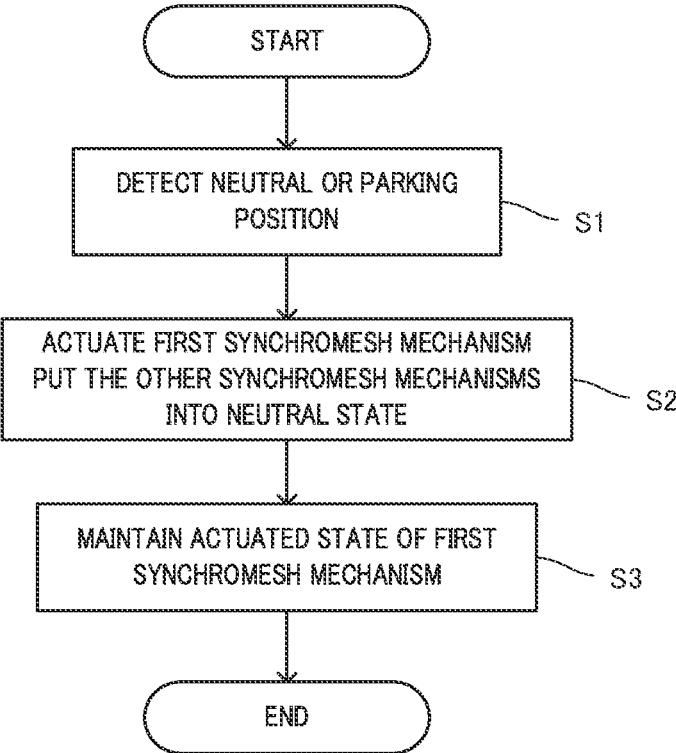 START
DETECT NEUTRAL OR PARKING
POSITION
S1
ACTUATE FIRST SYNCHROMESH MECHANISM
PUT THE OTHER SYNCHROMESH MECHANISMS
INTO NEUTRAL STATE
S2
MAINTAIN ACTUATED STATE OF FIRST
SYNCHROMESH MECHANISM
S3
END